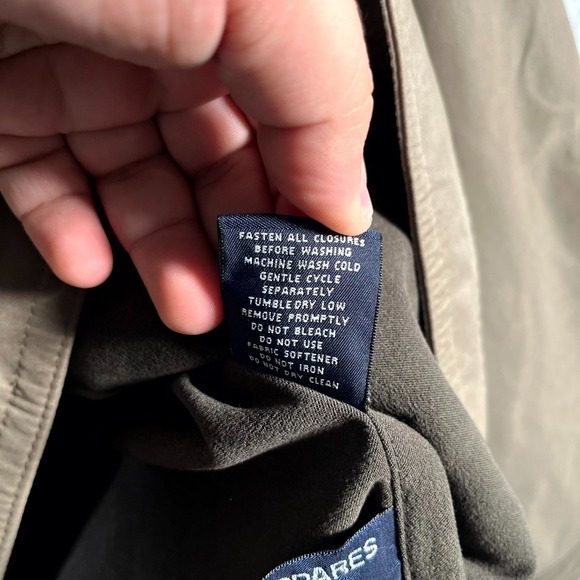 FASTEN ALL CLOSURES
BEFORE WASHING
MACHINE WASH COLD
GENTLE CYCLE
SEPARATELY
TUMBLE DRY LOW
REMOVE PROMPTLY
DO NOT BLEACH
DO NOT USE
FABRIC SOFTENER
DO NOT IRON
DO NOT DRY CLEAN